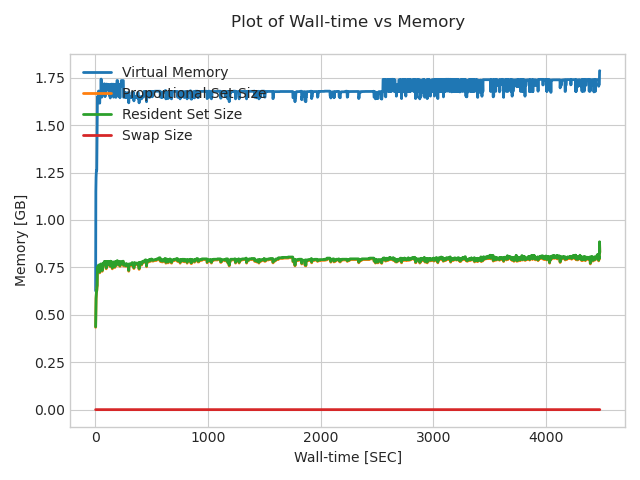 Plot of Wall-time vs Memory
Virtual Memory
Proportional Set Size
Resident Set Size
Swap Size
Memory [GB]
1.75
1.50
1.25
1.00
0.75
0.50
0.25
0.00
0 1000 2000 3000 4000
Wall-time [SEC]